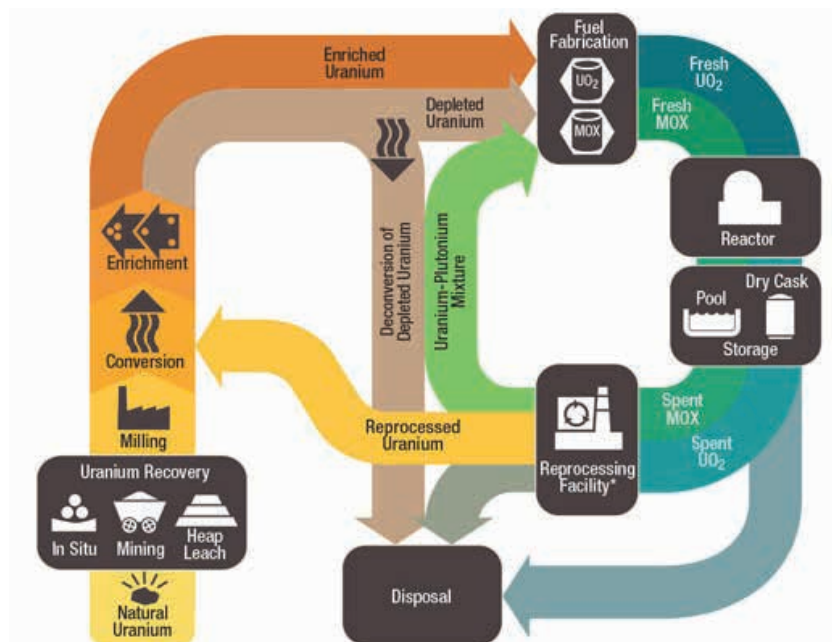 Fuel
Fabrication
UO2
MOX
Enriched
Uranium
Depleted
Uranium
Fresh
UO2
Fresh
MOX
Reactor
Dry Cask
Pool
Storage
Enrichment
Conversion
Milling
Uranium Recovery
In Situ
Mining
Heap
Leach
Natural
Uranium
Deconversion of
Depleted Uranium
Uranium-Plutonium
Mixture
Reprocessed
Uranium
Reprocessing
Facility*
Spent
MOX
Spent
UO2
Disposal